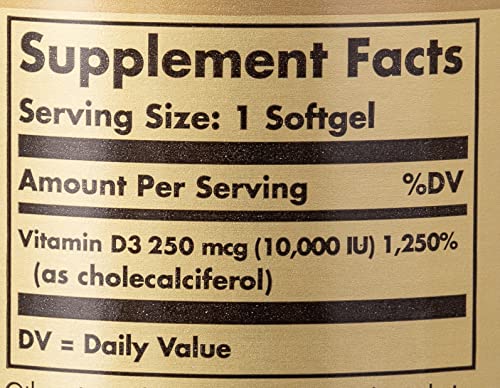 Supplement Facts
Serving Size: 1 Softgel
Amount Per Serving %DV
Vitamin D3 250 mcg (10,000 IU) 1,250%
(as cholecalciferol)
DV = Daily Value